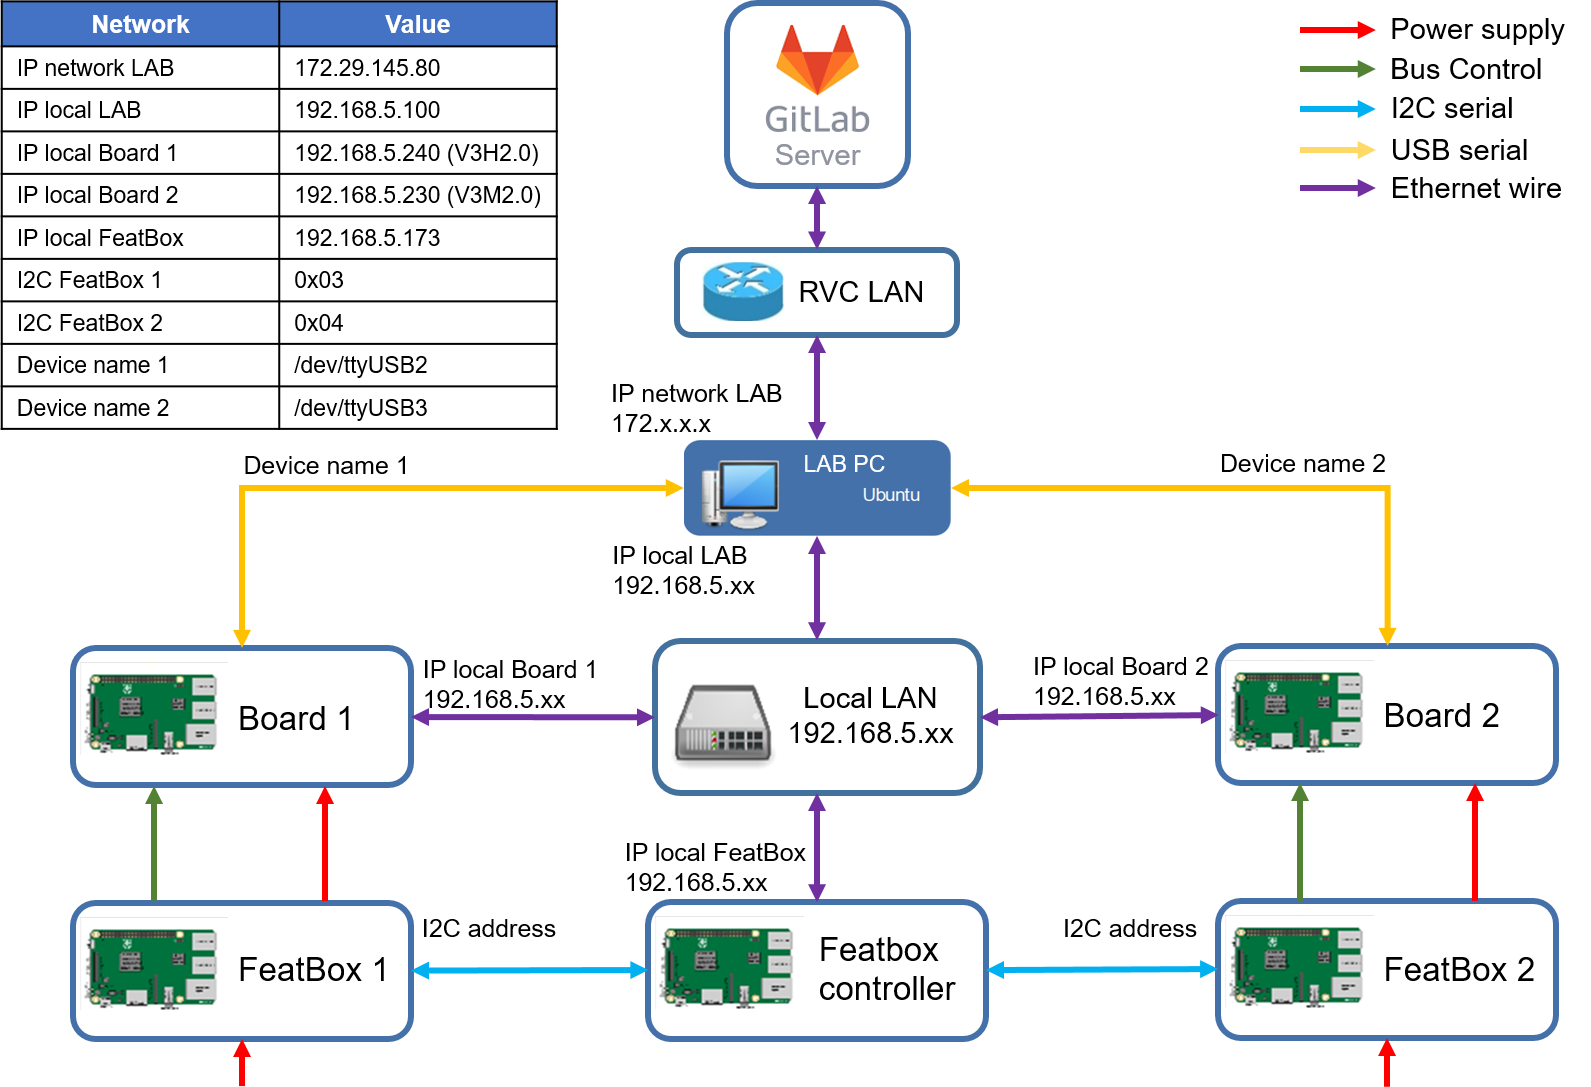 Network Value
IP network LAB 172.29.145.80
IP local LAB 192.168.5.100
IP local Board 1 192.168.5.240 (V3H2.0)
IP local Board 2 192.168.5.230 (V3M2.0)
IP local FeatBox 192.168.5.173
I2C FeatBox 1 0x03
I2C FeatBox 2 0x04
Device name 1 /dev/ttyUSB2
Device name 2 /dev/ttyUSB3
GitLab
Server
Power supply
Bus Control
I2C serial
USB serial
Ethernet wire
RVC LAN
IP network LAB
172.x.x.x
LAB PC
Ubuntu
Device name 1
Device name 2
IP local LAB
192.168.5.xx
Board 1
IP local Board 1
192.168.5.xx
Local LAN
192.168.5.xx
IP local Board 2
192.168.5.xx
Board 2
IP local FeatBox
192.168.5.xx
FeatBox 1
I2C address
Featbox
controller
I2C address
FeatBox 2